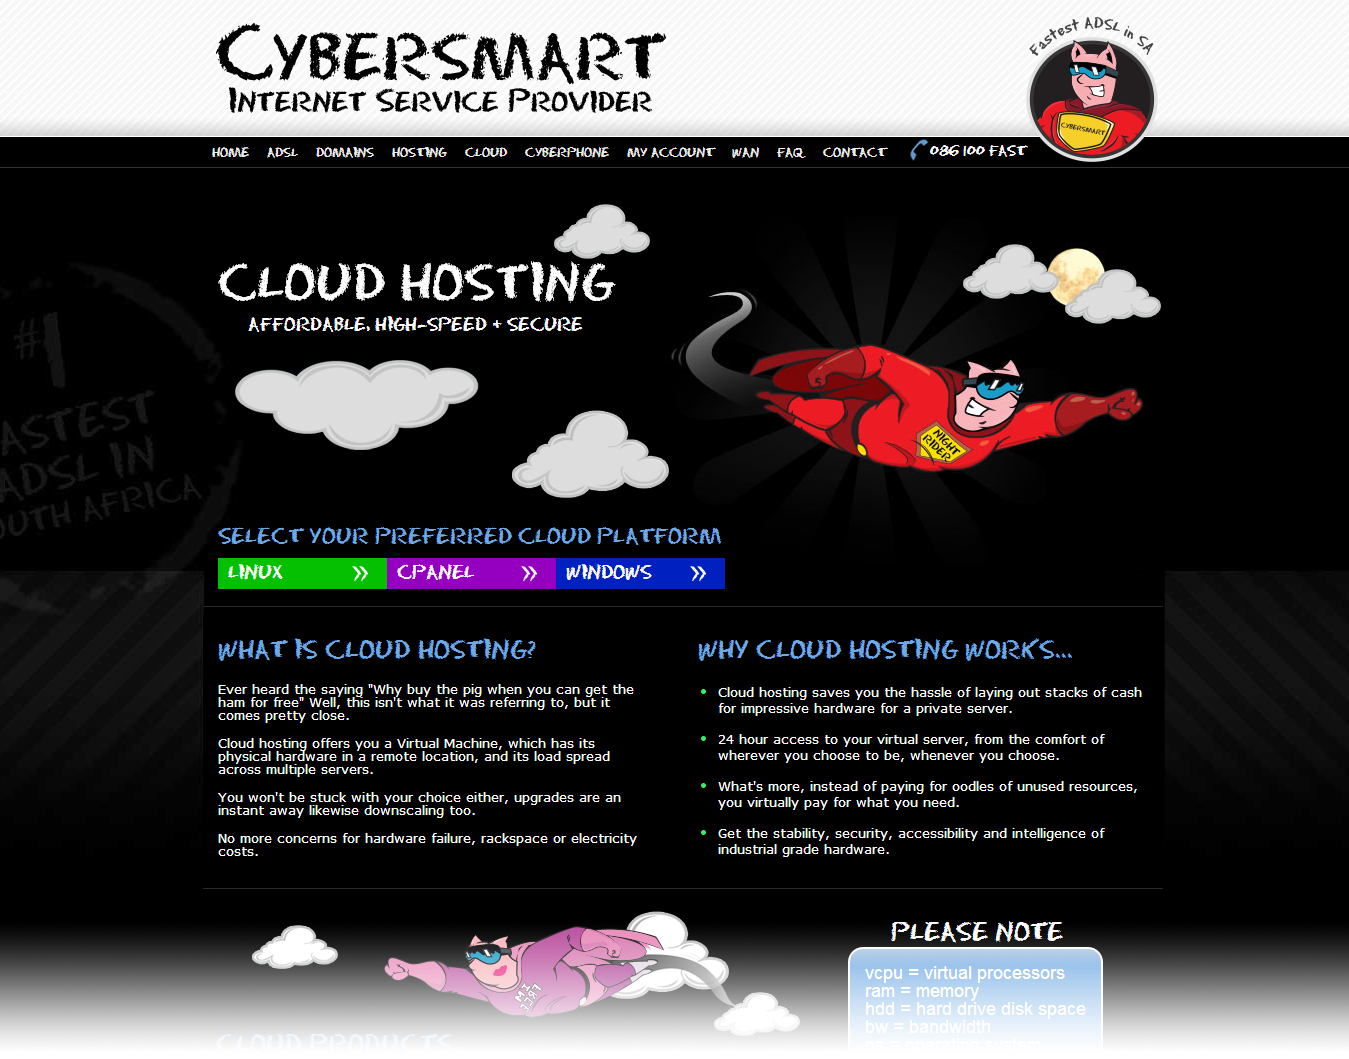 CYBERSMART
INTERNET SERVICE PROVIDER
Fastest ADSL in SA
CYBERSMART
HOME ADSL DOMAINS HOSTING CLOUD CYBERPHONE MY ACCOUNT WAN FAQ CONTACT 086 100 FAST
CLOUD HOSTING
AFFORDABLE, HIGH-SPEED + SECURE
#1
FASTEST
ADSL IN
SOUTH AFRICA
NIGHT
RIDER
SELECT YOUR PREFERRED CLOUD PLATFORM
LINUX »
CPANEL »
WINDOWS »
WHAT IS CLOUD HOSTING?
Ever heard the saying "Why buy the pig when you can get the
ham for free" Well, this isn't what it was referring to, but it
comes pretty close.
Cloud hosting offers you a Virtual Machine, which has its
physical hardware in a remote location, and its load spread
across multiple servers.
You won't be stuck with your choice either, upgrades are an
instant away likewise downscaling too.
No more concerns for hardware failure, rackspace or electricity
costs.
WHY CLOUD HOSTING WORKS...
Cloud hosting saves you the hassle of laying out stacks of cash
for impressive hardware for a private server.
24 hour access to your virtual server, from the comfort of
wherever you choose to be, whenever you choose.
What's more, instead of paying for oodles of unused resources,
you virtually pay for what you need.
Get the stability, security, accessibility and intelligence of
industrial grade hardware.
PLEASE NOTE
vcpu = virtual processors
ram = memory
hdd = hard drive disk space
bw = bandwidth
os = operating system
CLOUD PRODUCTS